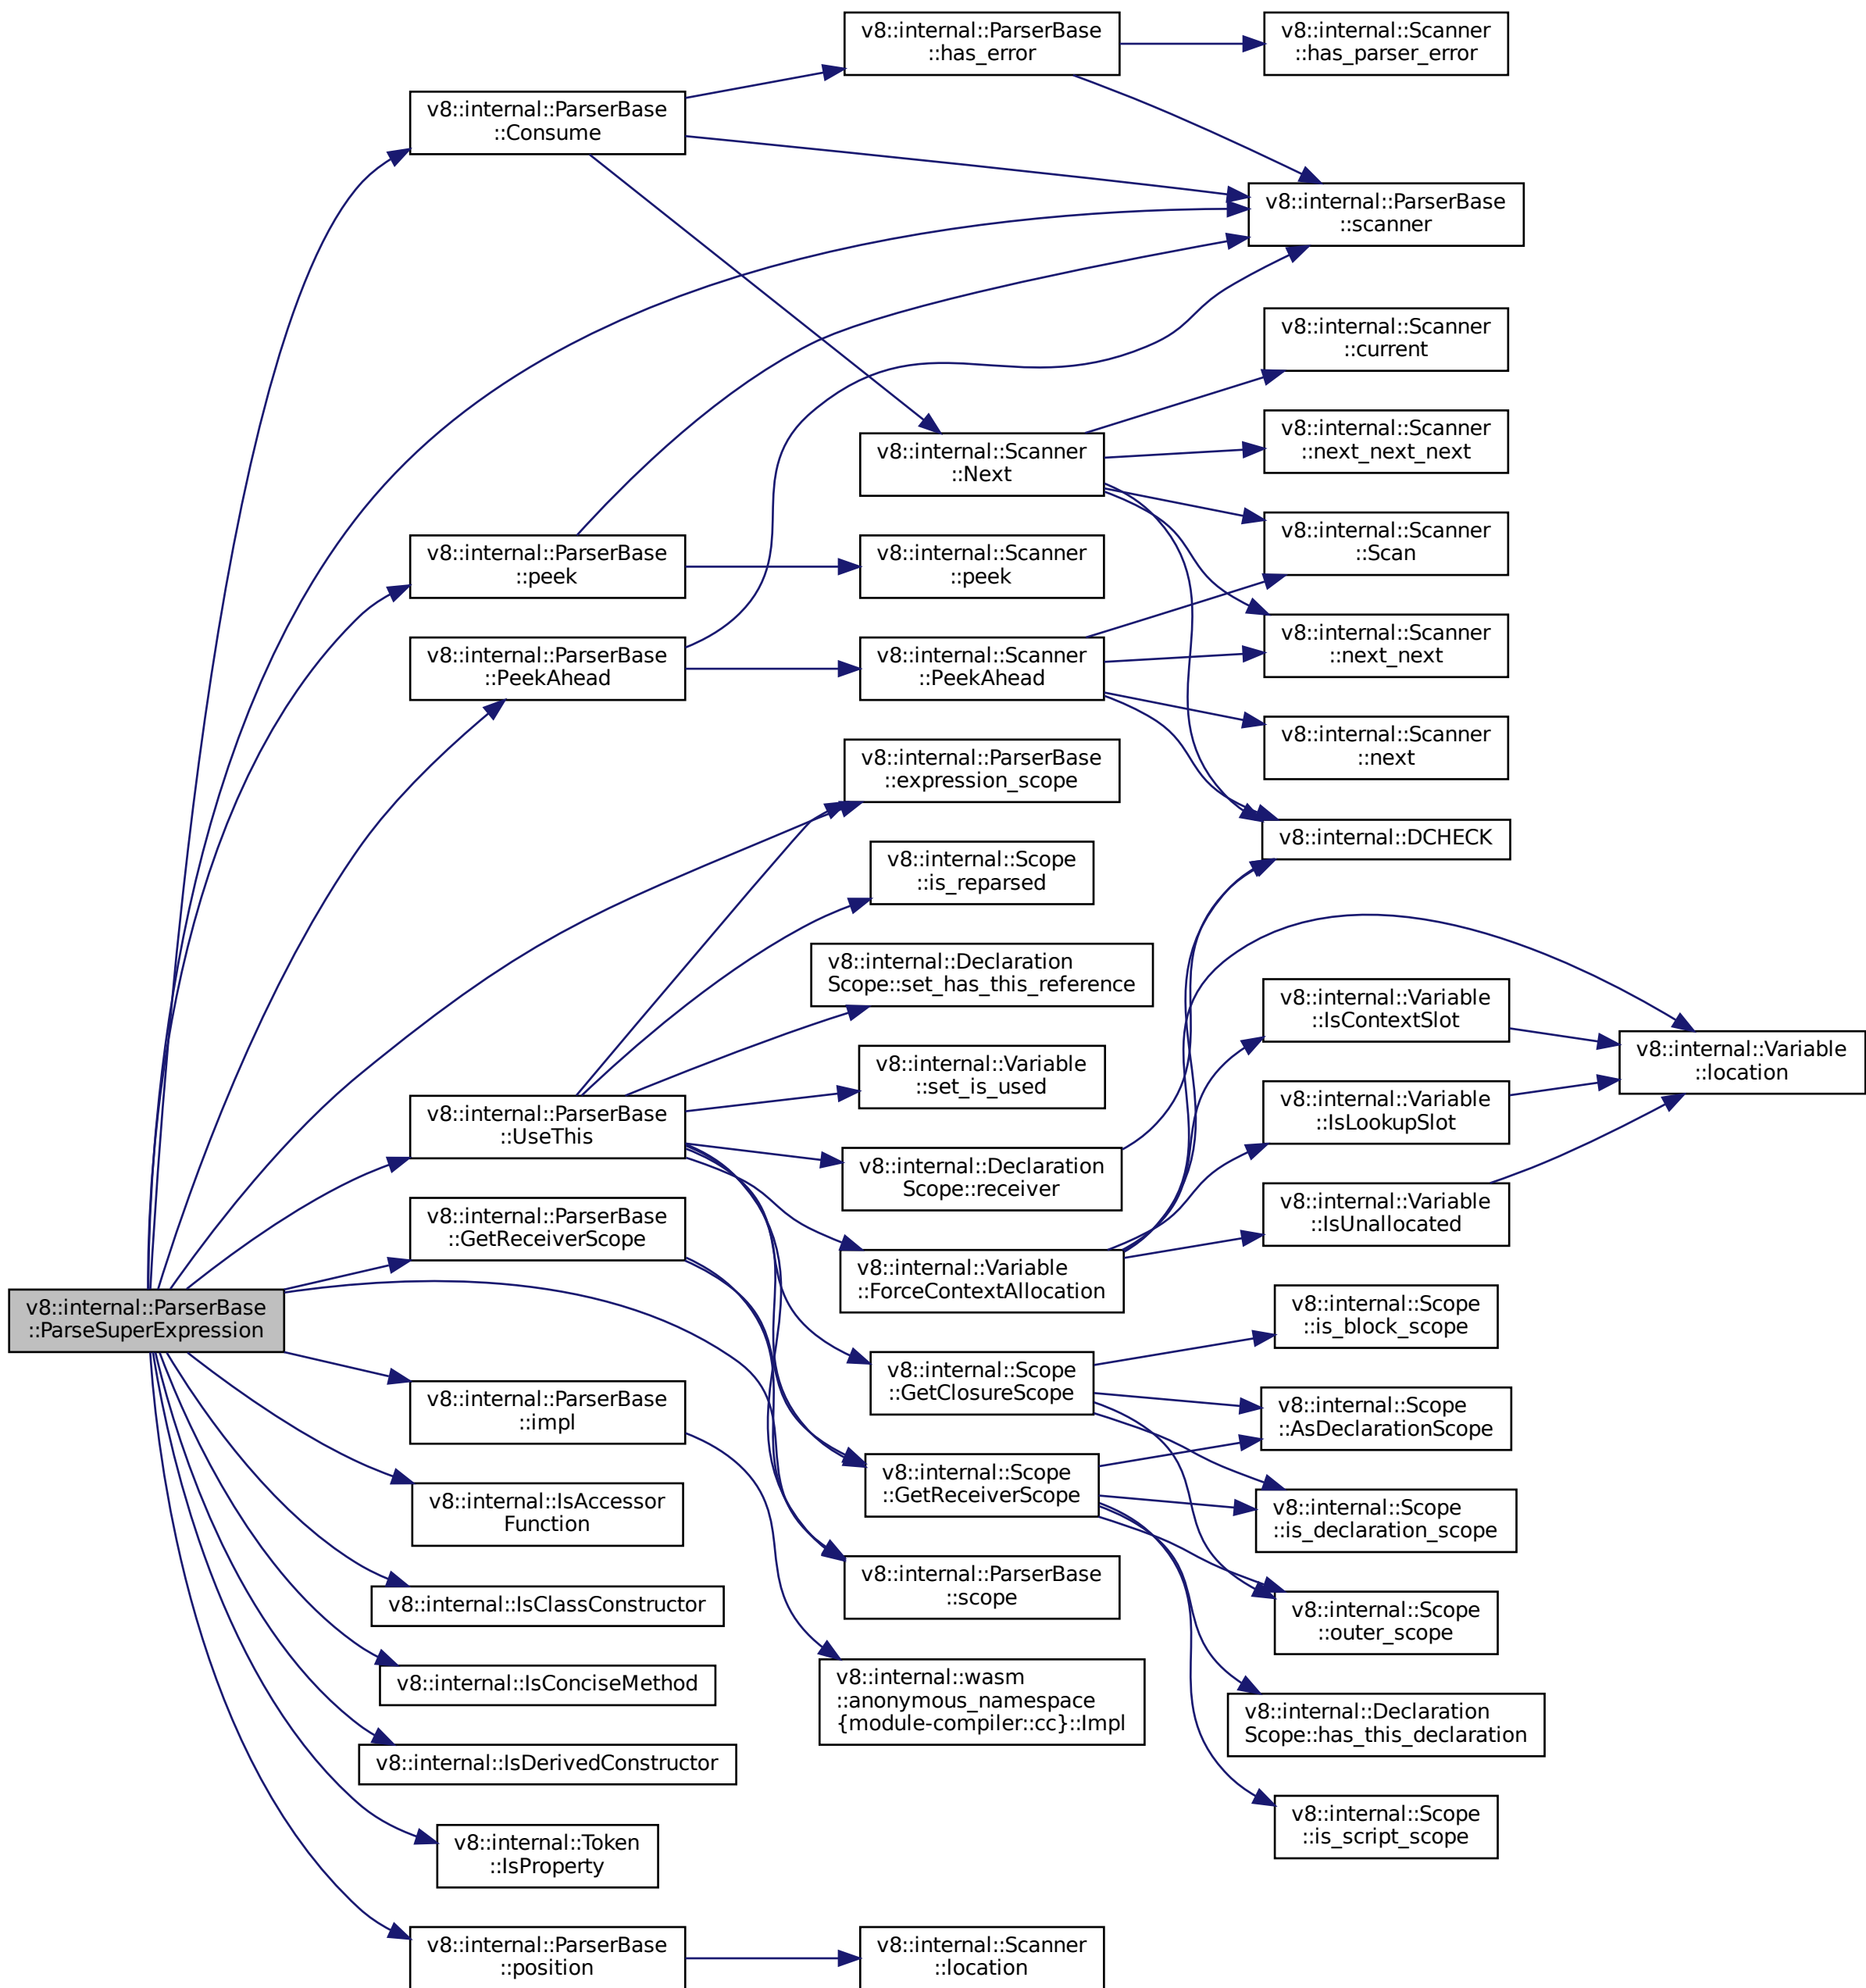 v8::internal::ParserBase
::has_error
v8::internal::Scanner
::has_parser_error
v8::internal::ParserBase
::Consume
v8::internal::ParserBase
::scanner
v8::internal::Scanner
::current
v8::internal::Scanner
::next_next_next
v8::internal::Scanner
::Next
v8::internal::Scanner
::Scan
v8::internal::ParserBase
::peek
v8::internal::Scanner
::peek
v8::internal::Scanner
::next_next
v8::internal::ParserBase
::PeekAhead
v8::internal::Scanner
::PeekAhead
v8::internal::Scanner
::next
v8::internal::ParserBase
::expression_scope
v8::internal::DCHECK
v8::internal::Scope
::is_reparsed
v8::internal::Declaration
Scope::set_has_this_reference
v8::internal::Variable
::IsContextSlot
v8::internal::Variable
::location
v8::internal::Variable
::set_is_used
v8::internal::Variable
::IsLookupSlot
v8::internal::ParserBase
::UseThis
v8::internal::Declaration
Scope::receiver
v8::internal::Variable
::IsUnallocated
v8::internal::ParserBase
::GetReceiverScope
v8::internal::Variable
::ForceContextAllocation
v8::internal::ParserBase
::ParseSuperExpression
v8::internal::Scope
::is_block_scope
v8::internal::Scope
::GetClosureScope
v8::internal::ParserBase
::impl
v8::internal::Scope
::AsDeclarationScope
v8::internal::Scope
::GetReceiverScope
v8::internal::IsAccessor
Function
v8::internal::Scope
::is_declaration_scope
v8::internal::ParserBase
::scope
v8::internal::IsClassConstructor
v8::internal::Scope
::outer_scope
v8::internal::IsConciseMethod
v8::internal::wasm
::anonymous_namespace
{module-compiler::cc}::Impl
v8::internal::Declaration
Scope::has_this_declaration
v8::internal::IsDerivedConstructor
v8::internal::Scope
::is_script_scope
v8::internal::Token
::IsProperty
v8::internal::ParserBase
::position
v8::internal::Scanner
::location